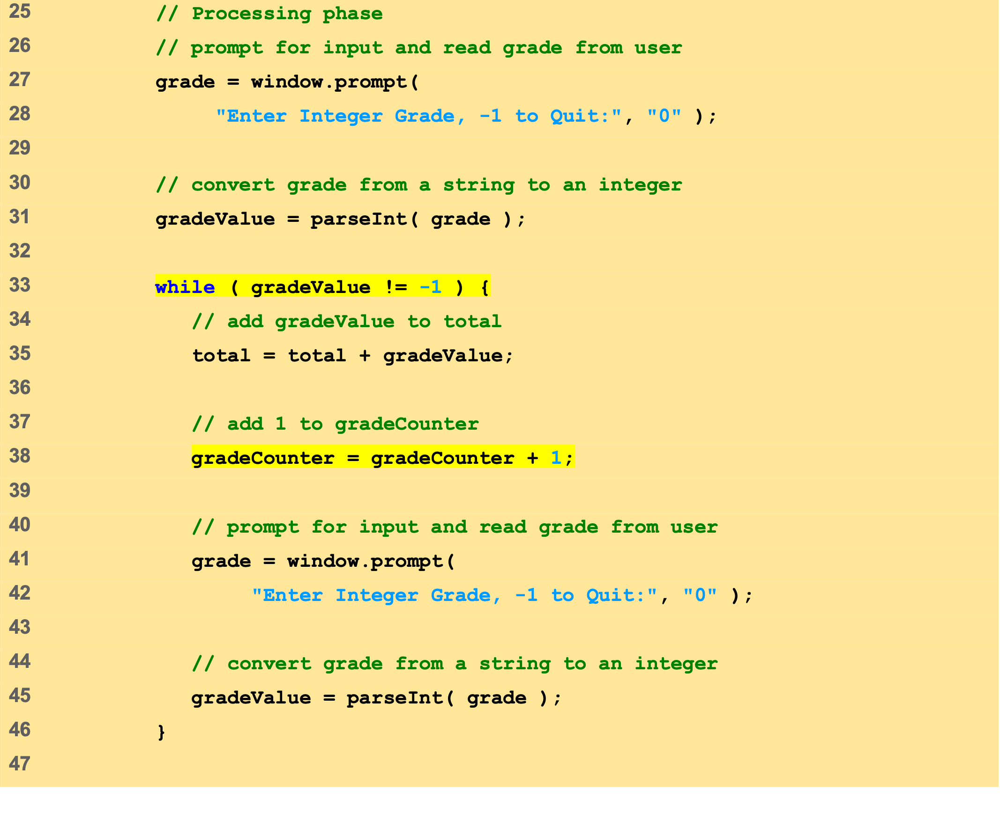 25 // Processing phase
26 // prompt for input and read grade from user
27 grade = window.prompt(
28 "Enter Integer Grade, -1 to Quit:", "0" );
29
30 // convert grade from a string to an integer
31 gradeValue = parseInt( grade );
32
33 while ( gradeValue != -1 ) {
34 // add gradeValue to total
35 total = total + gradeValue;
36
37 // add 1 to gradeCounter
38 gradeCounter = gradeCounter + 1;
39
40 // prompt for input and read grade from user
41 grade = window.prompt(
42 "Enter Integer Grade, -1 to Quit:", "0" );
43
44 // convert grade from a string to an integer
45 gradeValue = parseInt( grade );
46 }
47